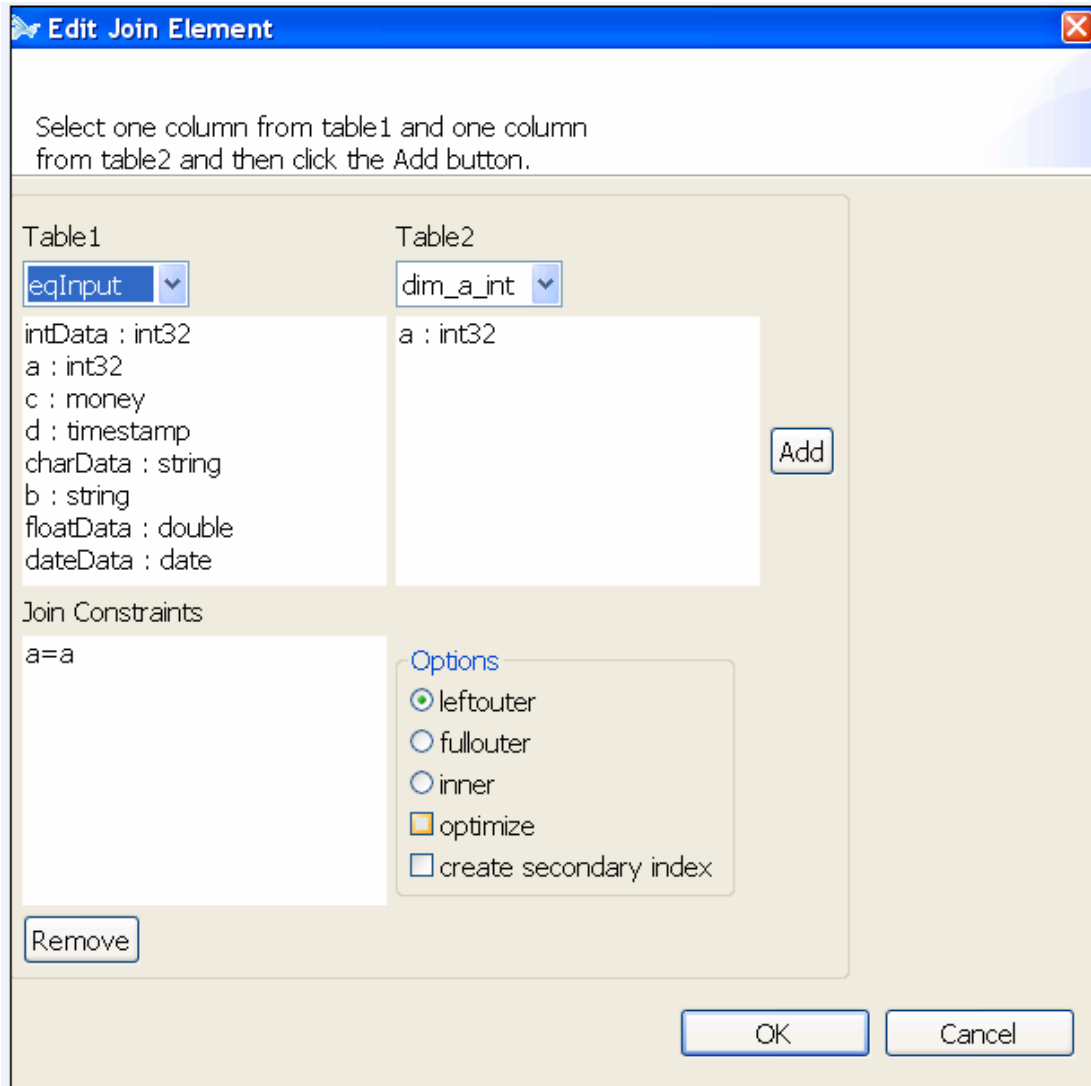 Edit Join Element
Select one column from table1 and one column
from table2 and then click the Add button.
Table1
Table2
eqInput
dim_a_int
intData : int32
a : int32
c : money
d : timestamp
charData : string
b : string
floatData : double
dateData : date
a : int32
Add
Join Constraints
a=a
Options
leftouter
fullouter
inner
optimize
create secondary index
Remove
OK
Cancel